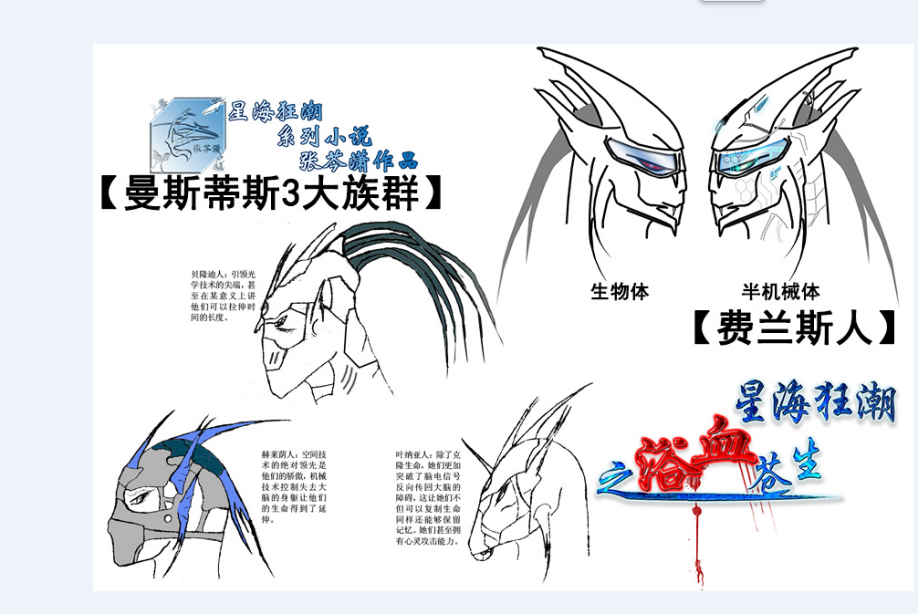 星海狂潮
系列小说
张芩潇作品
【曼斯蒂斯3大族群】
贝隆迪人：引领光
学技术的尖端，甚
至在某意义上讲
他们可以拉伸时
间的长度。
生物体
半机械体
【费兰斯人】
赫莱萌人：空间技
术的绝对领先是
他们的骄傲，机械
技术控制失去大
脑的身躯让他们
的生命得到了延
伸。
叶纳亚人：除了克
隆生命，她们更加
突破了脑电信号
反向传回大脑的
障碍，这让她们不
但可以复制生命
同样还能够保留
记忆。她们甚至拥
有心灵攻击能力。
星海狂潮
之浴血苍生